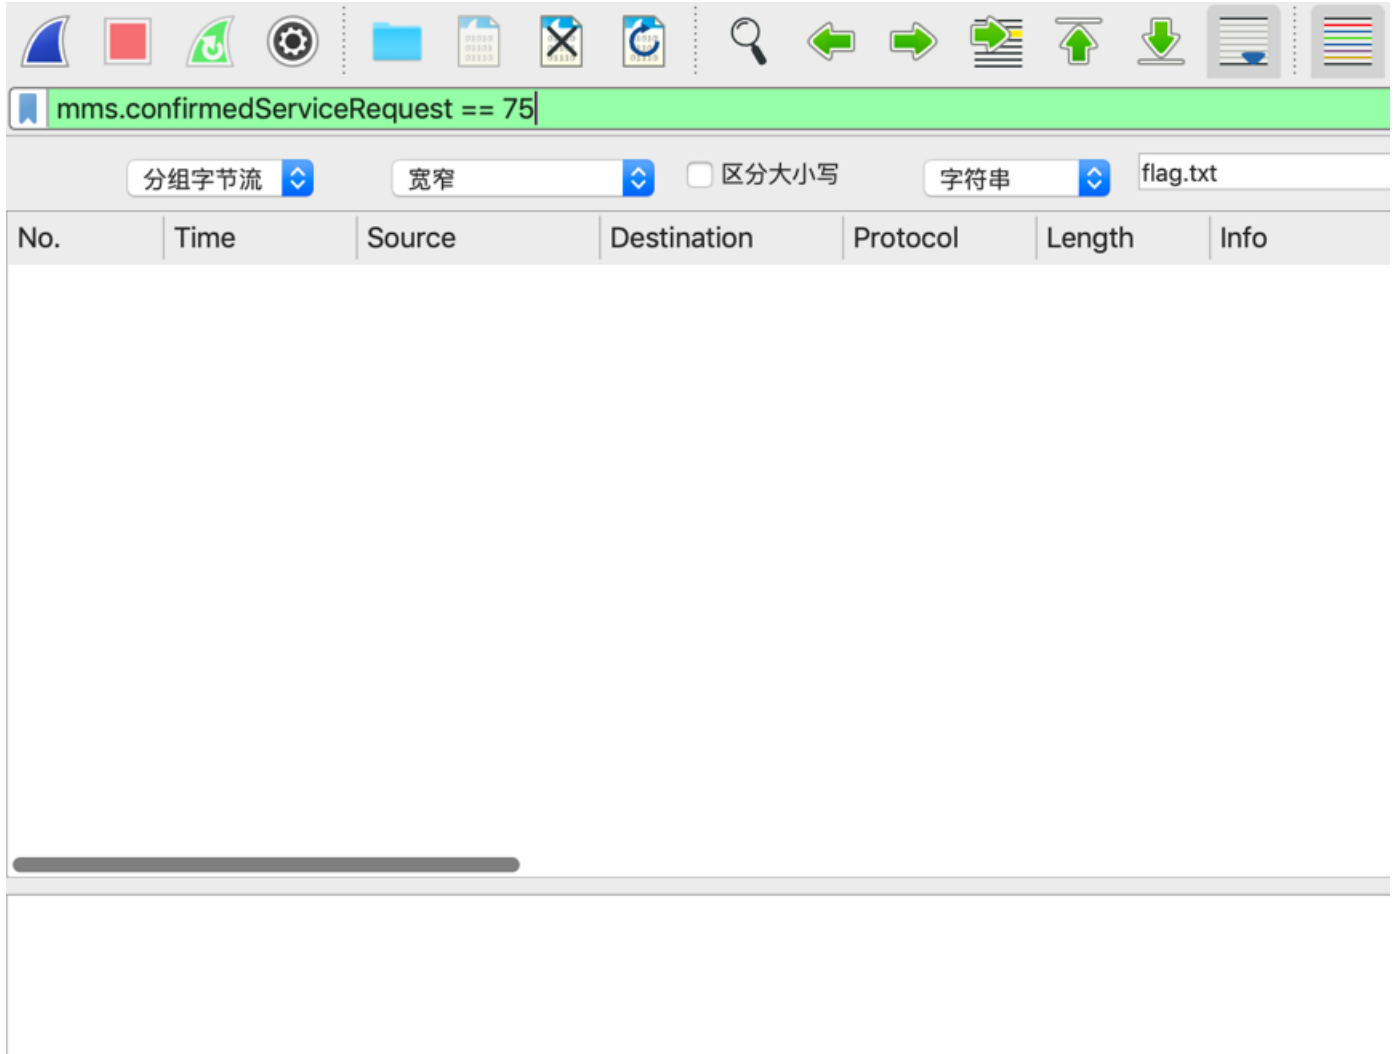 mms.confirmedServiceRequest == 75
分组字节流 宽窄 区分大小写 字符串 flag.txt
No. Time Source Destination Protocol Length Info